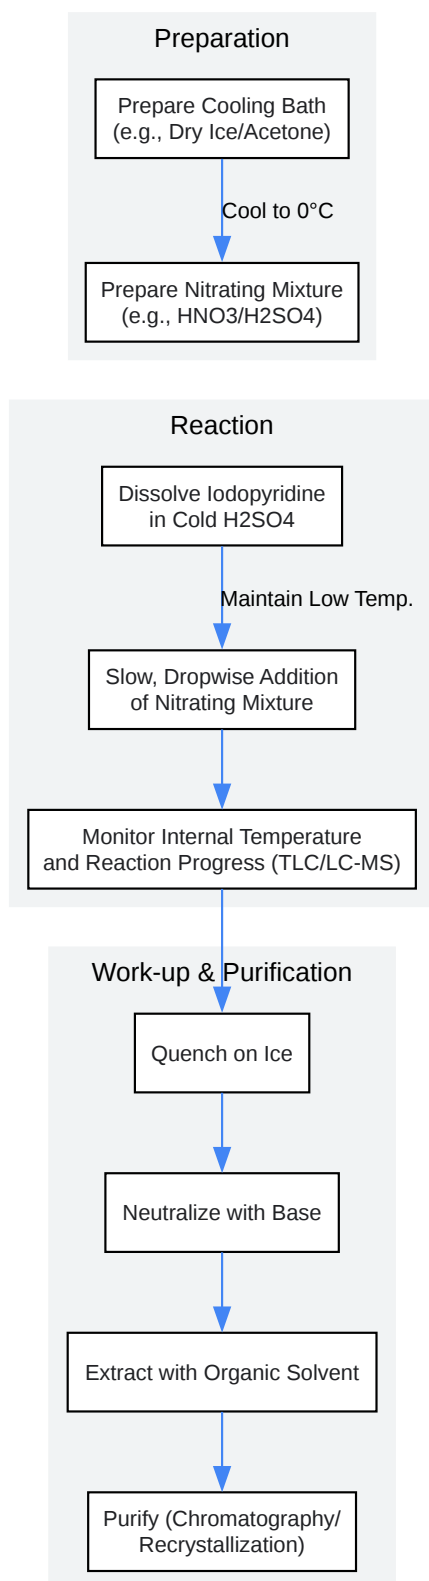 Preparation
Prepare Cooling Bath
(e.g., Dry Ice/Acetone)
Cool to 0°C
Prepare Nitrating Mixture
(e.g., HNO3/H2SO4)
Reaction
Dissolve Iodopyridine
in Cold H2SO4
Maintain Low Temp.
Slow, Dropwise Addition
of Nitrating Mixture
Monitor Internal Temperature
and Reaction Progress (TLC/LC-MS)
Work-up & Purification
Quench on Ice
Neutralize with Base
Extract with Organic Solvent
Purify (Chromatography/
Recrystallization)